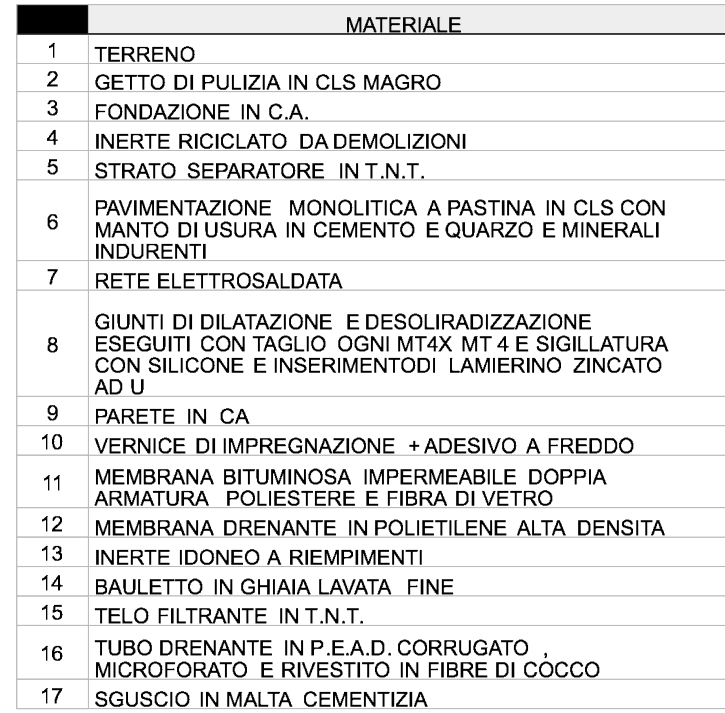 MATERIALE
1 TERRENO
2 GETTO DI PULIZIA IN CLS MAGRO
3 FONDAZIONE IN C.A.
4 INERTE RICICLATO DA DEMOLIZIONI
5 STRATO SEPARATORE IN T.N.T.
6 PAVIMENTAZIONE MONOLITICA A PASTINA IN CLS CON
MANTO DI USURA IN CEMENTO E QUARZO E MINERALI
INDURENTI
7 RETE ELETTROSALDATA
8 GIUNTI DI DILATAZIONE E DESOLIRADIZZAZIONE
ESEGUITI CON TAGLIO OGNI MT4X MT 4 E SIGILLATURA
CON SILICONE E INSERIMENTODI LAMIERINO ZINCATO
AD U
9 PARETE IN CA
10 VERNICE DI IMPREGNAZIONE + ADESIVO A FREDDO
11 MEMBRANA BITUMINOSA IMPERMEABILE DOPPIA
ARMATURA POLIESTERE E FIBRA DI VETRO
12 MEMBRANA DRENANTE IN POLIETILENE ALTA DENSITA
13 INERTE IDONEO A RIEMPIMENTI
14 BAULETTO IN GHIAIA LAVATA FINE
15 TELO FILTRANTE IN T.N.T.
16 TUBO DRENANTE IN P.E.A.D. CORRUGATO ,
MICROFORATO E RIVESTITO IN FIBRE DI COCCO
17 SGUSCIO IN MALTA CEMENTIZIA